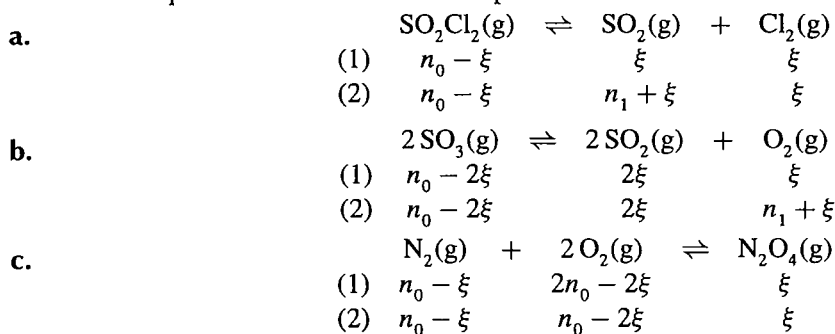 a.
SO₂Cl₂(g) ⇌ SO₂(g) + Cl₂(g)
(1) n₀ − ξ ξ ξ
(2) n₀ − ξ n₁ + ξ ξ
b.
2 SO₃(g) ⇌ 2 SO₂(g) + O₂(g)
(1) n₀ − 2ξ 2ξ ξ
(2) n₀ − 2ξ 2ξ n₁ + ξ
c.
N₂(g) + 2 O₂(g) ⇌ N₂O₄(g)
(1) n₀ − ξ 2n₀ − 2ξ ξ
(2) n₀ − ξ n₀ − 2ξ ξ